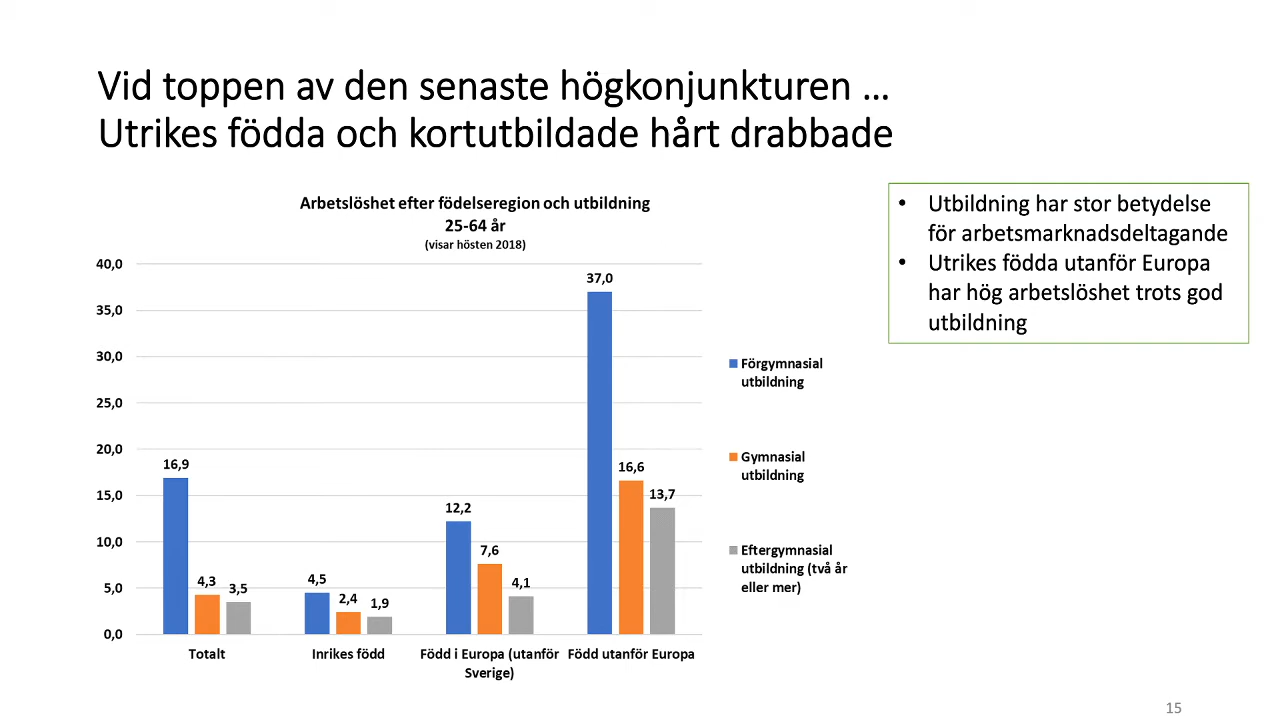 Vid toppen av den senaste högkonjunkturen ...
Utrikes födda och kortutbildade hårt drabbade
Arbetslöshet efter födelseregion och utbildning
25-64 år
(visar hösten 2018)
40,0
35,0
30,0
25,0
20,0
15,0
10,0
5,0
0,0
16,9
4,3
3,5
4,5
2,4
1,9
12,2
7,6
4,1
37,0
16,6
13,7
Totalt
Inrikes född
Född i Europa (utanför
Sverige)
Född utanför Europa
Förgymnasial
utbildning
Gymnasial
utbildning
Eftergymnasial
utbildning (två år
eller mer)
• Utbildning har stor betydelse
för arbetsmarknadsdeltagande
• Utrikes födda utanför Europa
har hög arbetslöshet trots god
utbildning
15